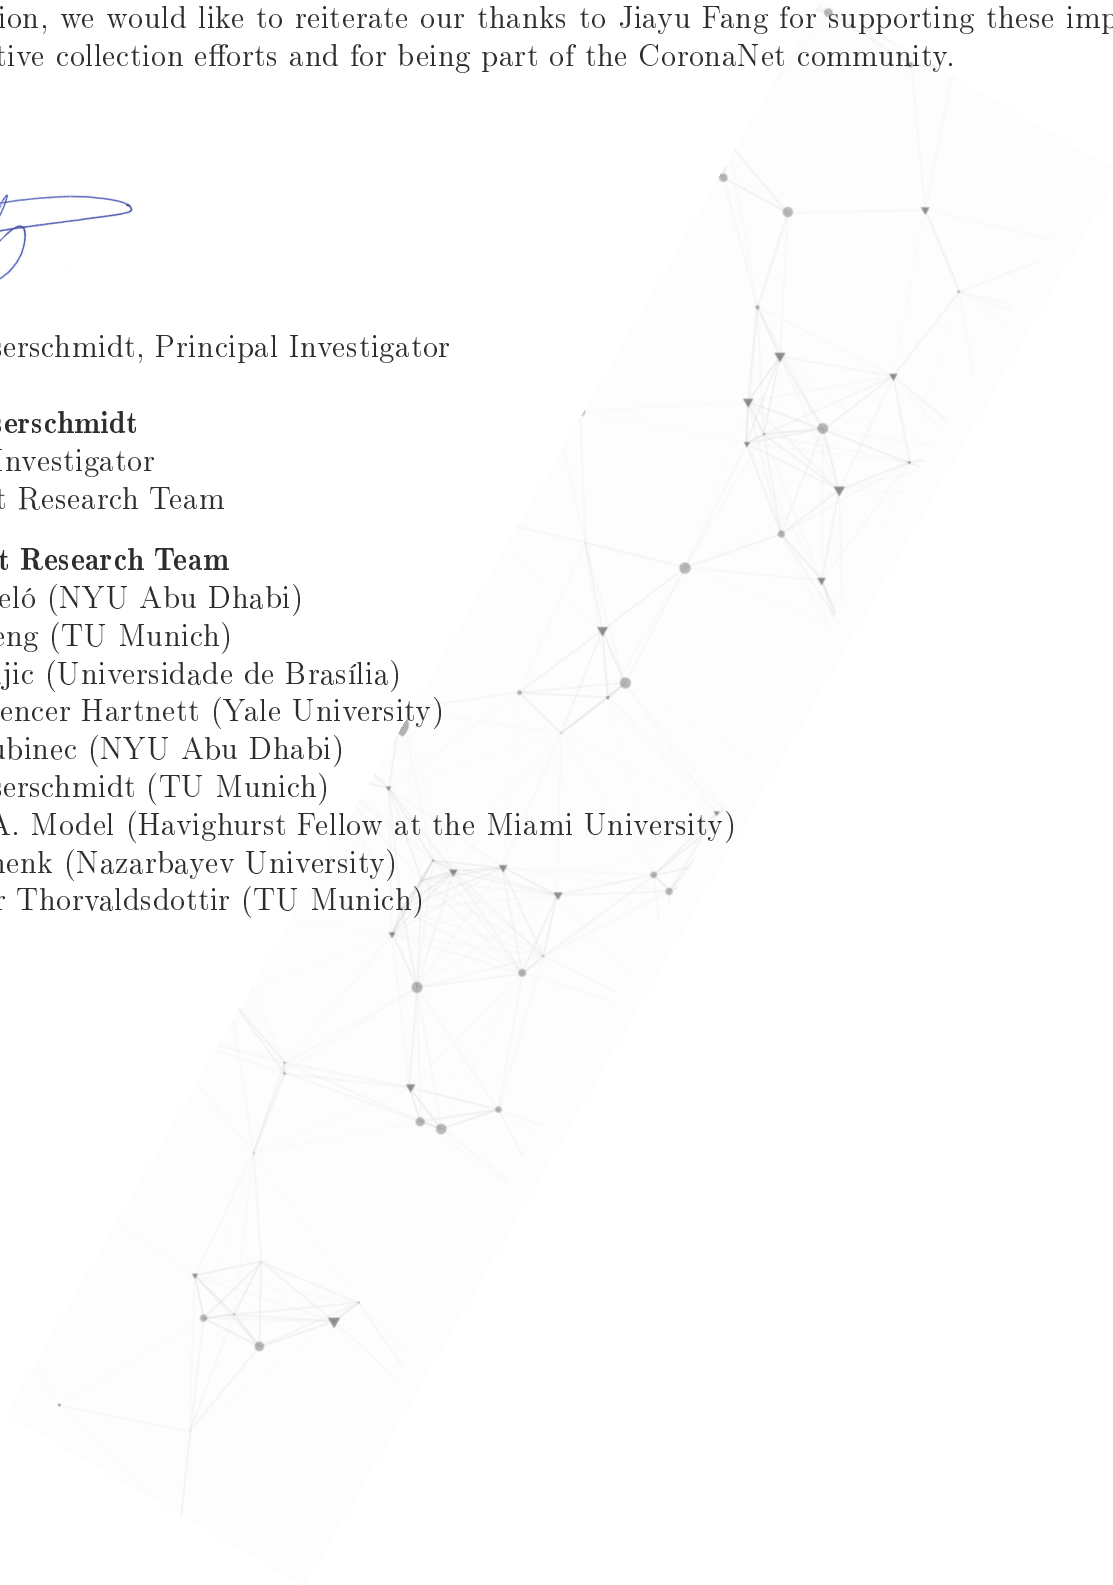 ion, we would like to reiterate our thanks to Jiayu Fang for supporting these imp
tive collection efforts and for being part of the CoronaNet community.
serschmidt, Principal Investigator
serschmidt
Investigator
t Research Team
t Research Team
eló (NYU Abu Dhabi)
eng (TU Munich)
jic (Universidade de Brasília)
encer Hartnett (Yale University)
ubinec (NYU Abu Dhabi)
serschmidt (TU Munich)
A. Model (Havighurst Fellow at the Miami University)
henk (Nazarbayev University)
r Thorvaldsdottir (TU Munich)